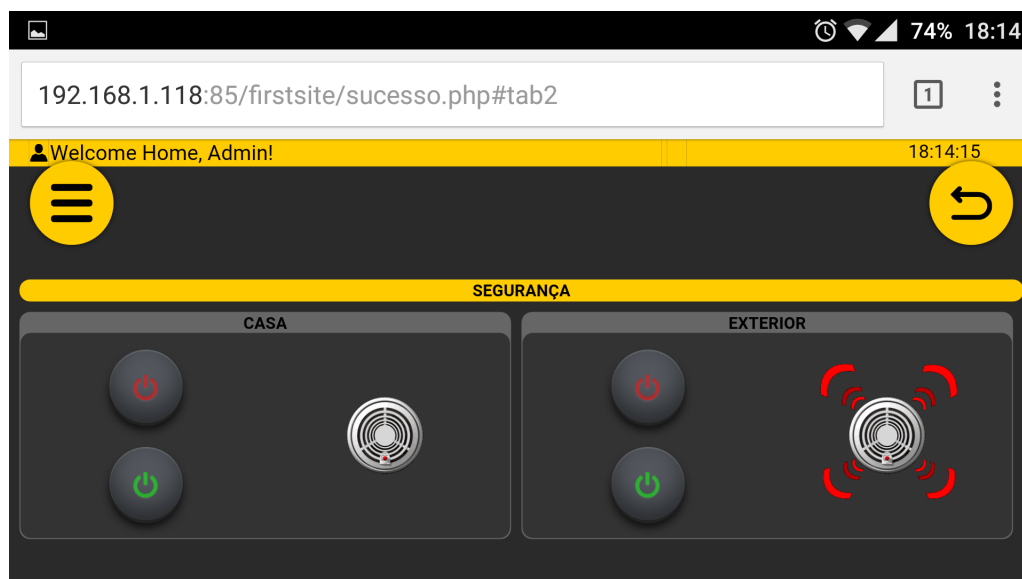 74% 18:14
192.168.1.118:85/firstsite/sucesso.php#tab2
1
Welcome Home, Admin!
18:14:15
SEGURANÇA
CASA
EXTERIOR